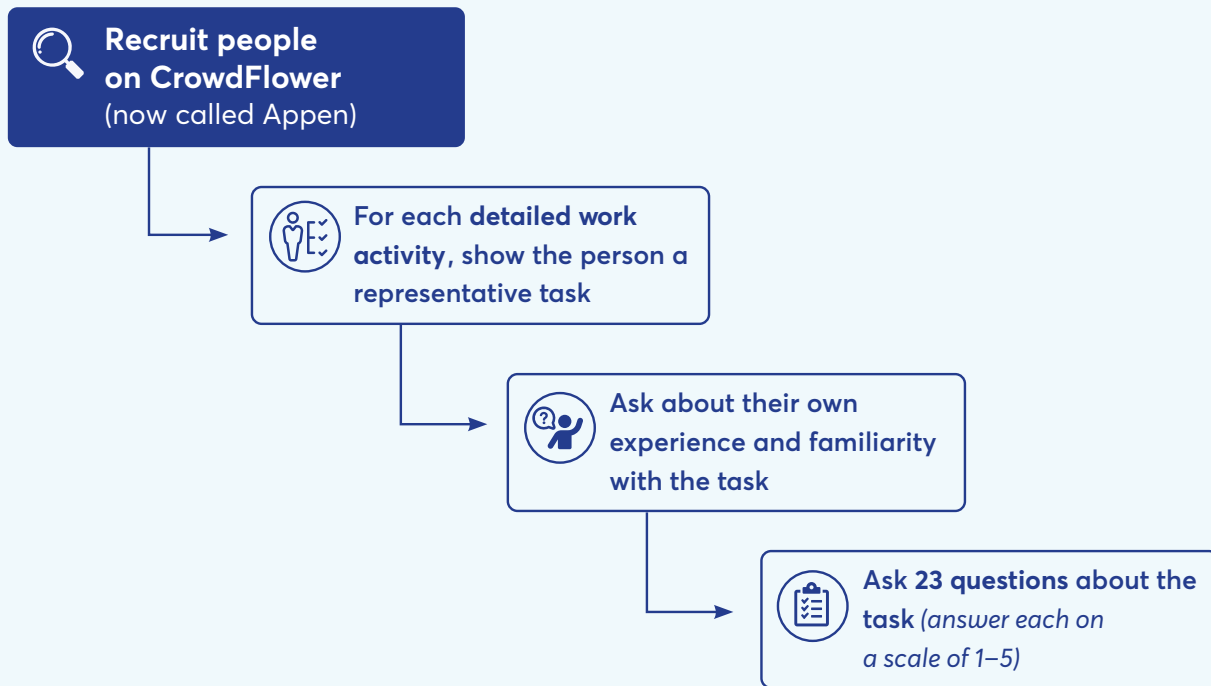 Recruit people
on CrowdFlower
(now called Appen)
For each detailed work
activity, show the person a
representative task
?
Ask about their own
experience and familiarity
with the task
Ask 23 questions about the
task (answer each on
a scale of 1–5)